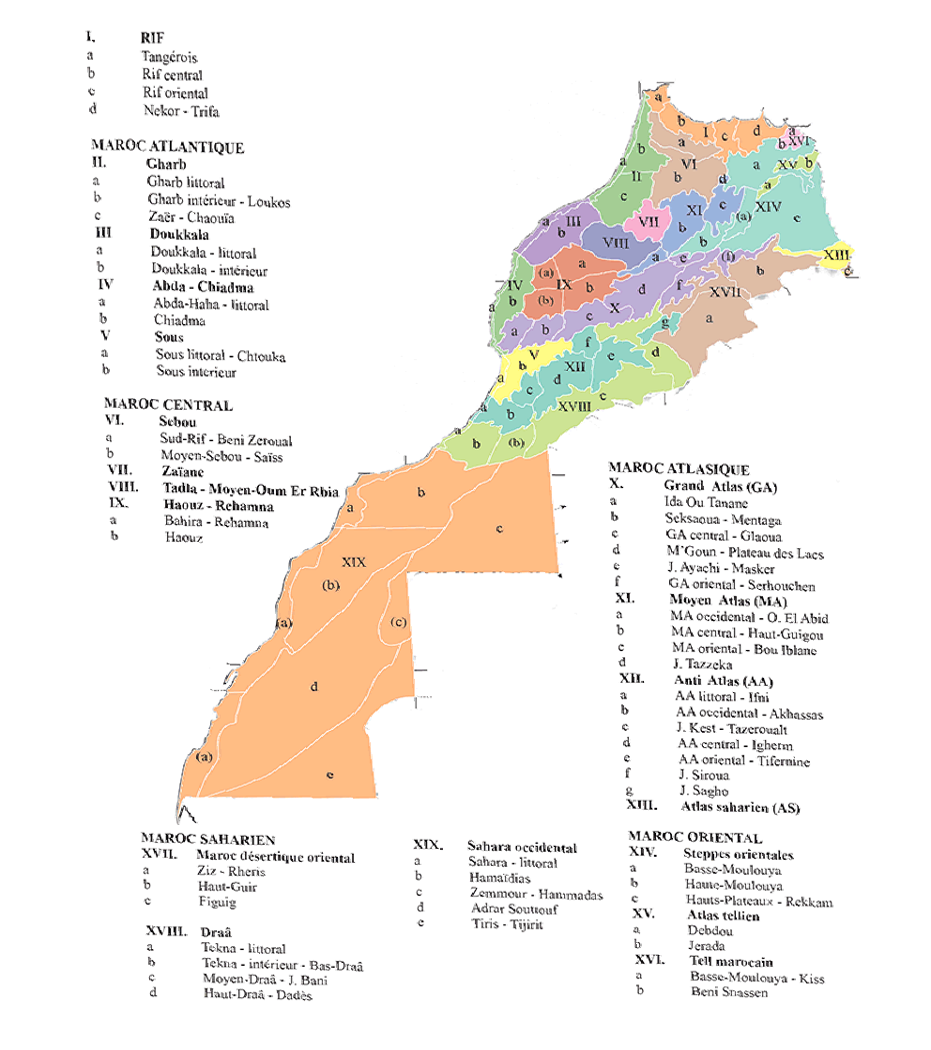 I. RIF
a Tangérois
b Rif central
c Rif oriental
d Nekor - Trifa
MAROC ATLANTIQUE
II. Gharb
a Gharb littoral
b Gharb intérieur - Loukos
c Zaër - Chaouïa
III Doukkala
a Doukkala - littoral
b Doukkala - intérieur
IV Abda - Chiadma
a Abda-Haha - littoral
b Chiadma
V Sous
a Sous littoral - Chtouka
b Sous interieur
MAROC CENTRAL
VI. Sebou
a Sud-Rif - Beni Zeroual
b Moyen-Sebou - Saïss
VII. Zaïane
VIII. Tadla - Moyen-Oum Er Rbia
IX. Haouz - Rehamna
a Bahira - Rehamna
b Haouz
a
b
I
c
d
a
b
XVI
a
b
a
VI
b
a
II
c
d
a
XV
b
a
XIV
c
(a)
b
XI
b
c
a
VII
VIII
a
III
b
(a)
a
IX
(b)
b
IV
a
b
e
(f)
XIII
c
d
f
X
c
b
a
XVII
b
a
g
f
e
d
V
b
a
XII
d
c
b
a
c
XVIII
a
b
(b)
a
b
c
XIX
(b)
(a)
(c)
d
(a)
e
MAROC ATLASIQUE
X. Grand Atlas (GA)
a Ida Ou Tanane
b Seksaoua - Mentaga
c GA central - Glaoua
d M'Goun - Plateau des Lacs
e J. Ayachi - Masker
f GA oriental - Serhouchen
XI. Moyen Atlas (MA)
a MA occidental - O. El Abid
b MA central - Haut-Guigou
c MA oriental - Bou Iblane
d J. Tazzeka
XII. Anti Atlas (AA)
a AA littoral - Ifni
b AA occidental - Akhassas
c J. Kest - Tazeroualt
d AA central - Igherm
e AA oriental - Tifernine
f J. Siroua
g J. Sagho
XIII. Atlas saharien (AS)
MAROC SAHARIEN
XVII. Maroc désertique oriental
a Ziz - Rheris
b Haut-Guir
c Figuig
XVIII. Draâ
a Tekna - littoral
b Tekna - intérieur - Bas-Draâ
c Moyen-Draâ - J. Bani
d Haut-Draâ - Dadès
XIX. Sahara occidental
a Sahara - littoral
b Hamaïdias
c Zemmour - Hammadas
d Adrar Souttouf
e Tiris - Tijirit
MAROC ORIENTAL
XIV. Steppes orientales
a Basse-Moulouya
b Haute-Moulouya
c Hauts-Plateaux - Rekkam
XV. Atlas tellien
a Debdou
b Jerada
XVI. Tell marocain
a Basse-Moulouya - Kiss
b Beni Snassen